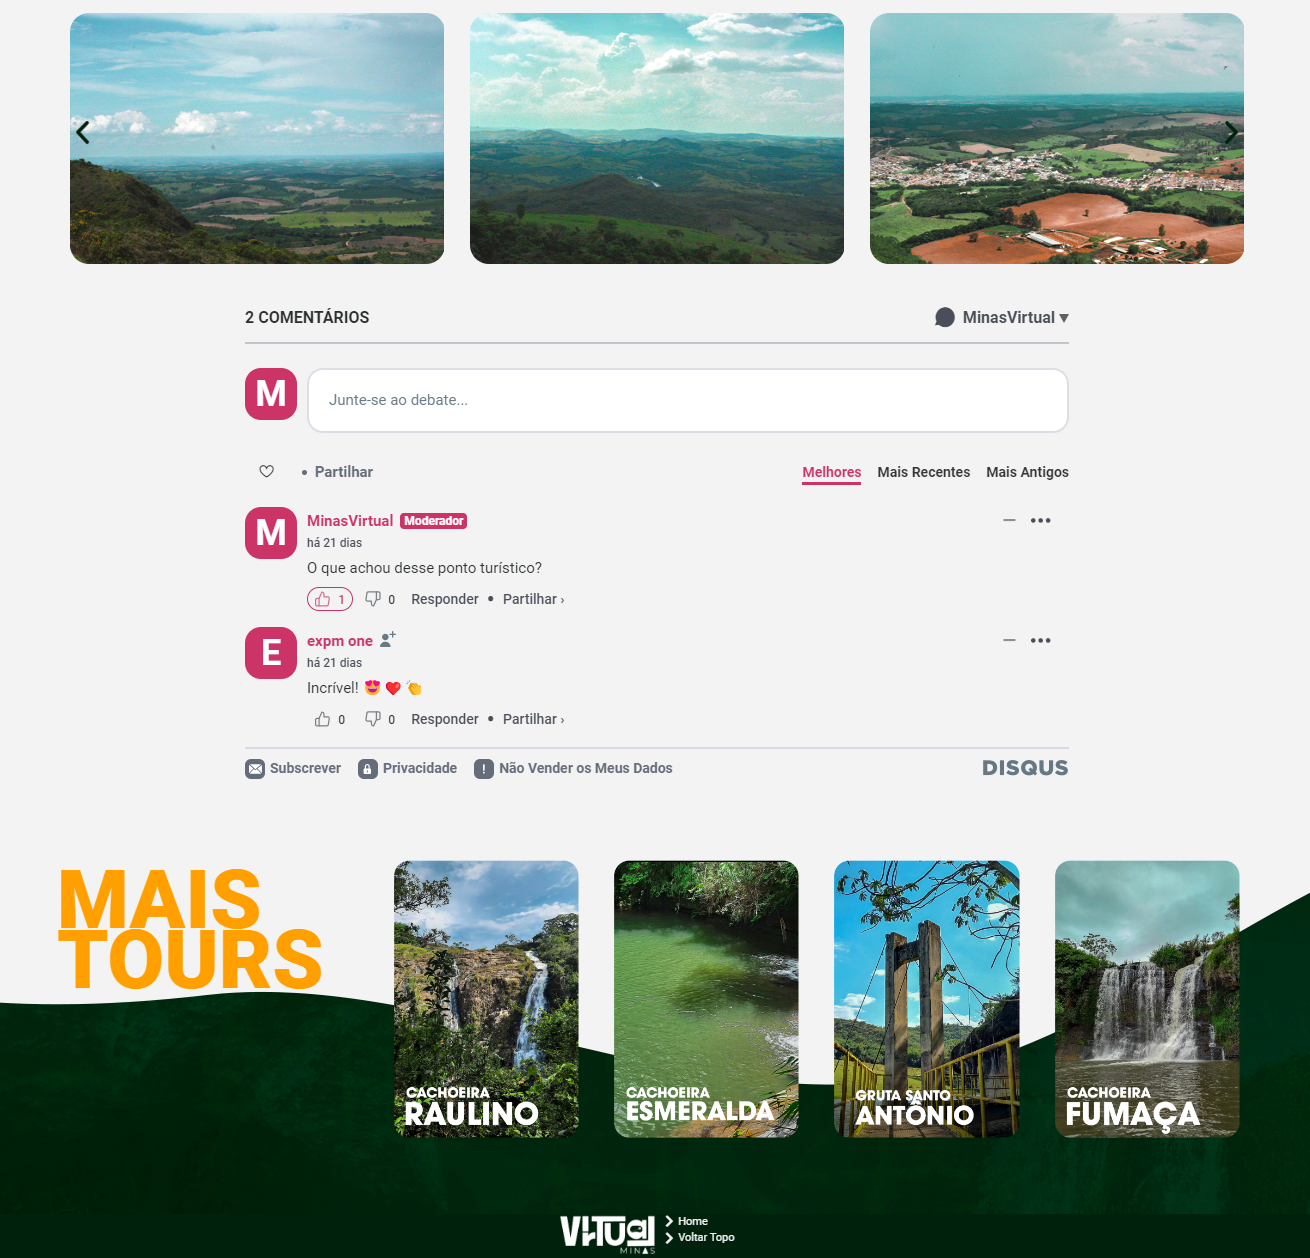 2 COMENTÁRIOS
MinasVirtual
M
Junte-se ao debate...
• Partilhar
Melhores Mais Recentes Mais Antigos
M
MinasVirtual Moderador
há 21 dias
O que achou desse ponto turístico?
1 0 Responder • Partilhar ›
E
expm one
há 21 dias
Incrível! 😍 ❤️ 👏
0 0 Responder • Partilhar ›
Subscrever Privacidade ! Não Vender os Meus Dados
DISQUS
MAIS
TOURS
CACHOEIRA
RAULINO
CACHOEIRA
ESMERALDA
GRUTA SANTO
ANTÔNIO
CACHOEIRA
FUMAÇA
VIRTUAL
MINAS
Home
Voltar Topo